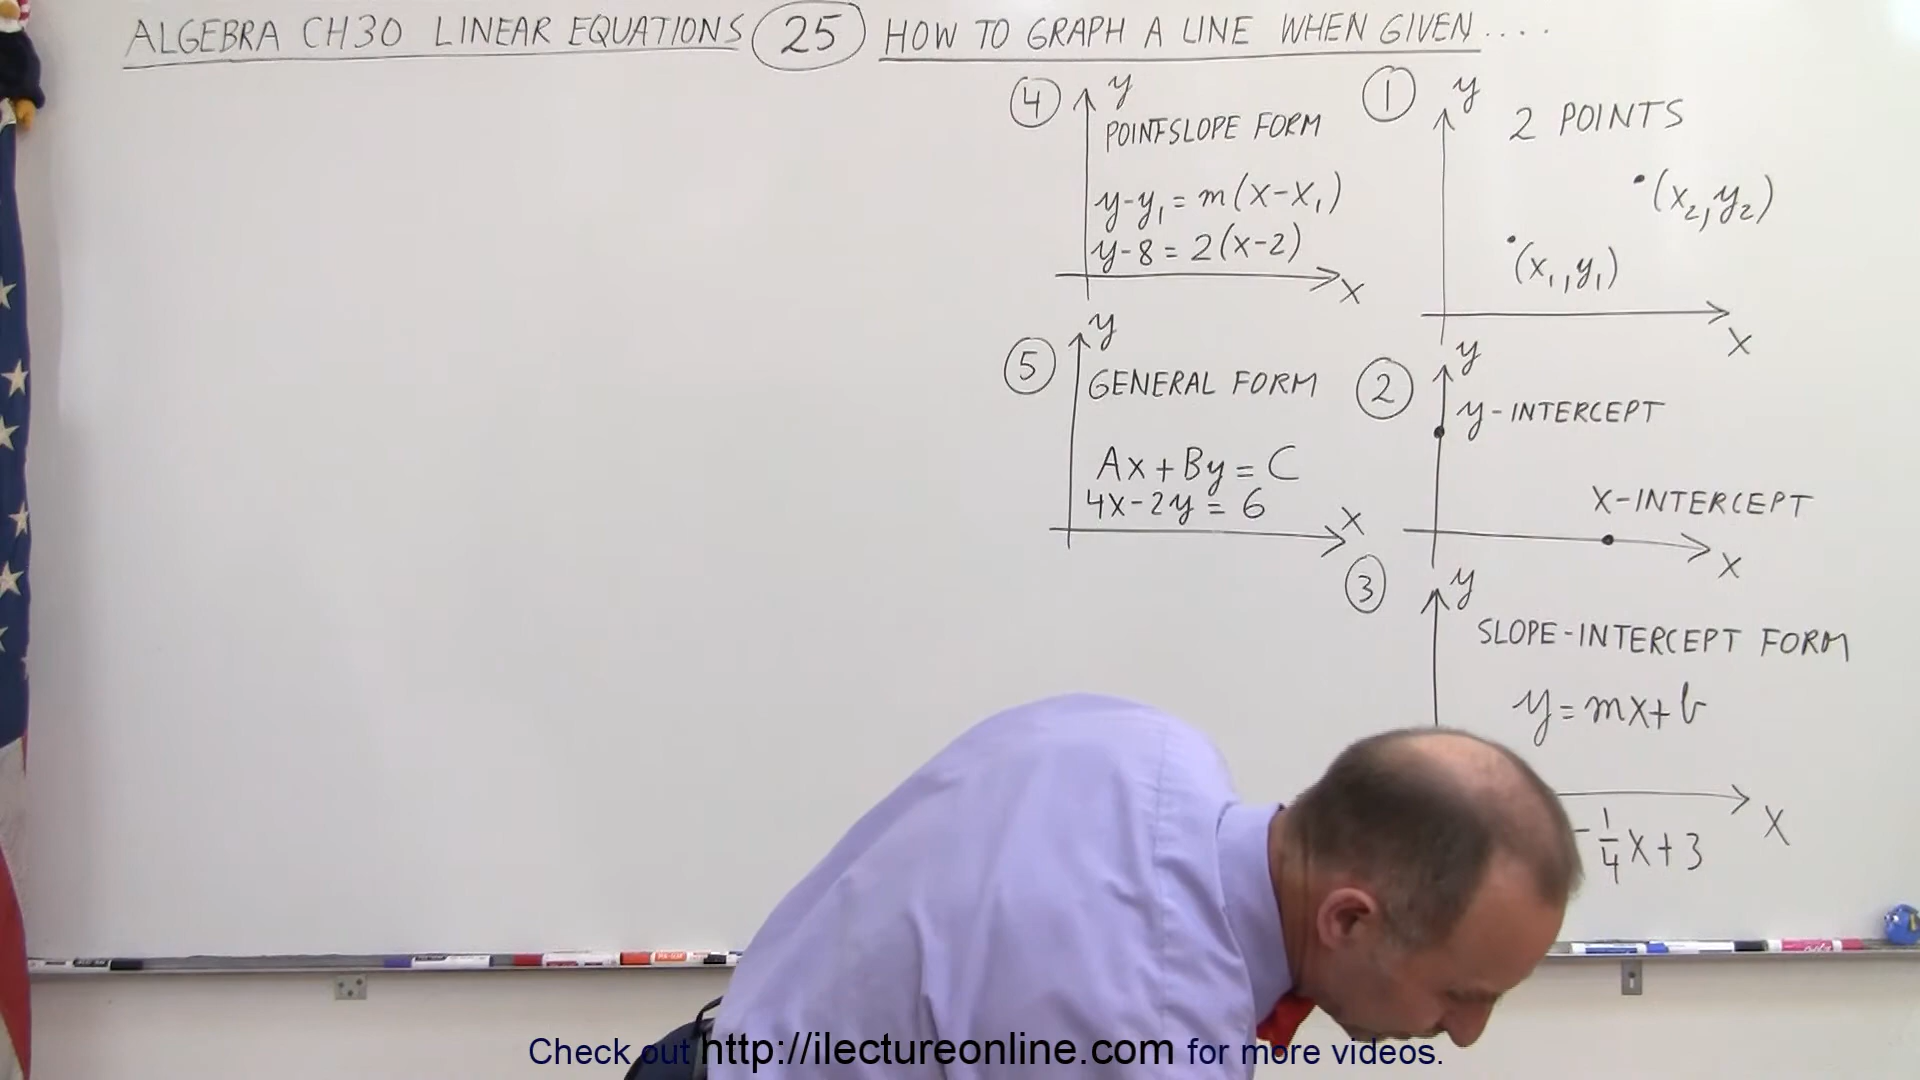 ALGEBRA CH30 LINEAR EQUATIONS 25 HOW TO GRAPH A LINE WHEN GIVEN....
1
y
2 POINTS
(x₂,y₂)
(x₁,y₁)
x
2
y
y-INTERCEPT
X-INTERCEPT
x
3
y
SLOPE-INTERCEPT FORM
y=mx+b
x
-1/4x+3
4
y
POINT-SLOPE FORM
y-y₁=m(x-x₁)
y-8=2(x-2)
x
5
y
GENERAL FORM
Ax+By=C
4x-2y=6
x
Check out http://ilectureonline.com for more videos.